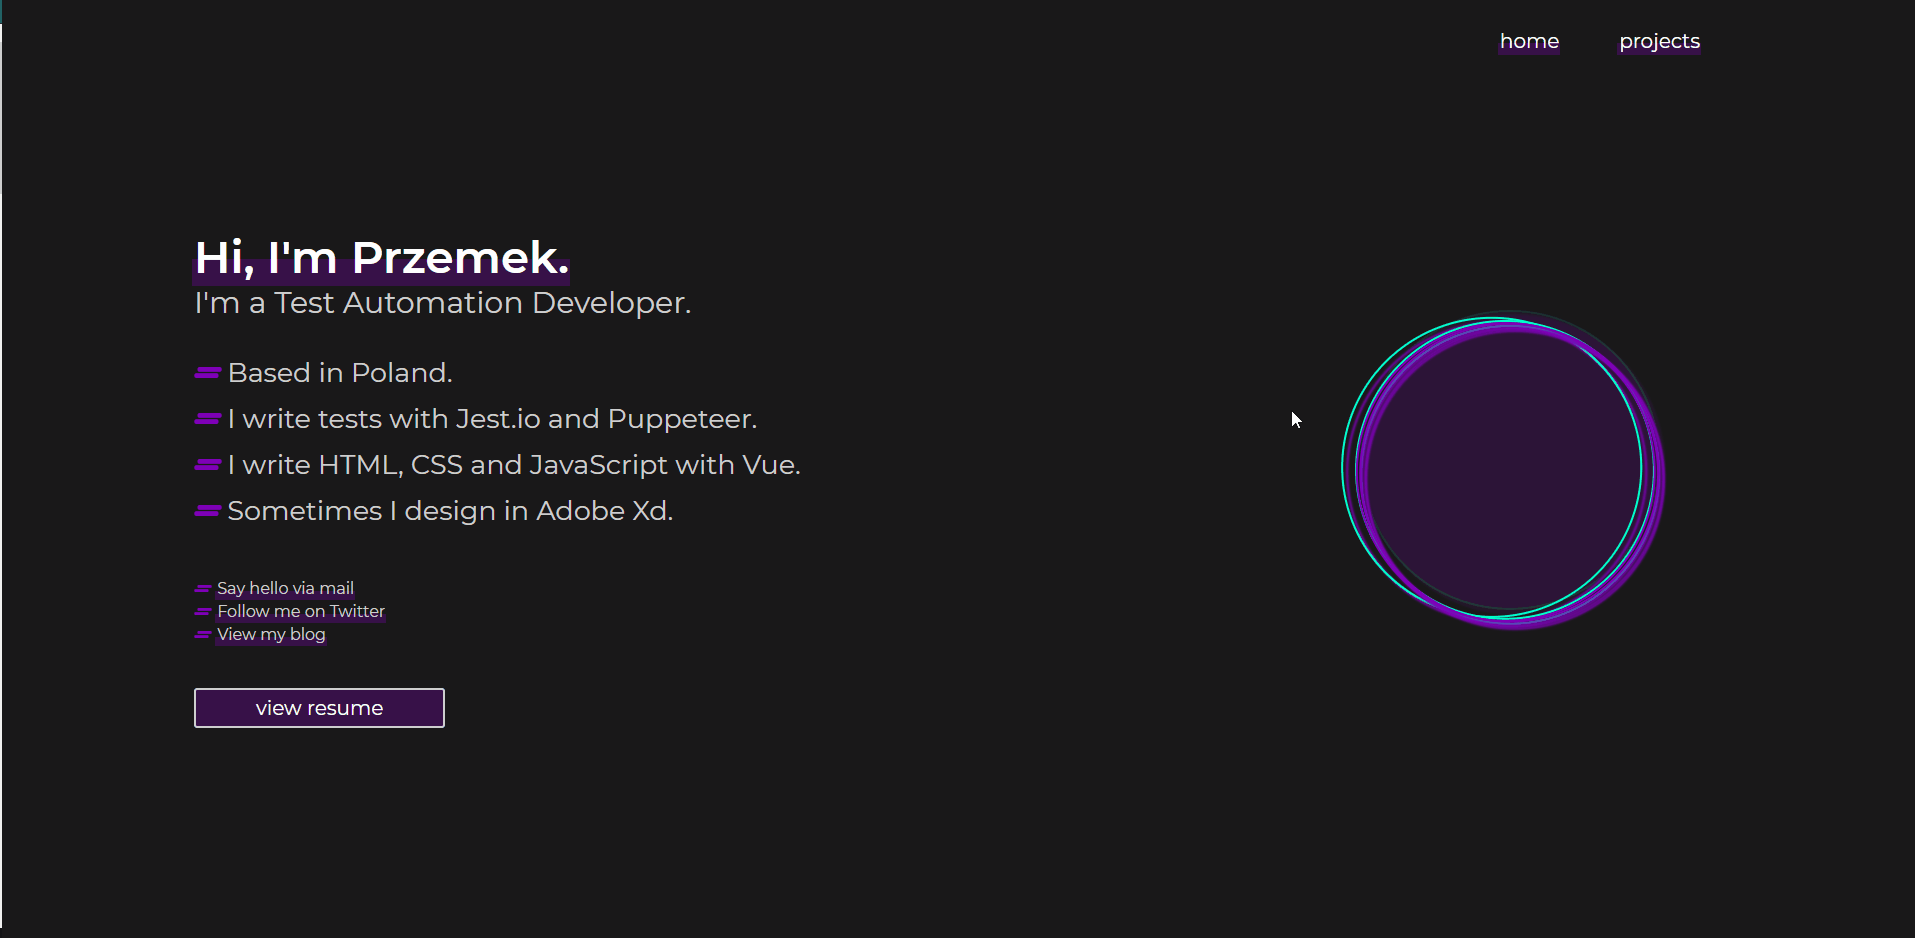 home projects
Hi, I'm Przemek.
I'm a Test Automation Developer.
Based in Poland.
I write tests with Jest.io and Puppeteer.
I write HTML, CSS and JavaScript with Vue.
Sometimes I design in Adobe Xd.
Say hello via mail
Follow me on Twitter
View my blog
view resume